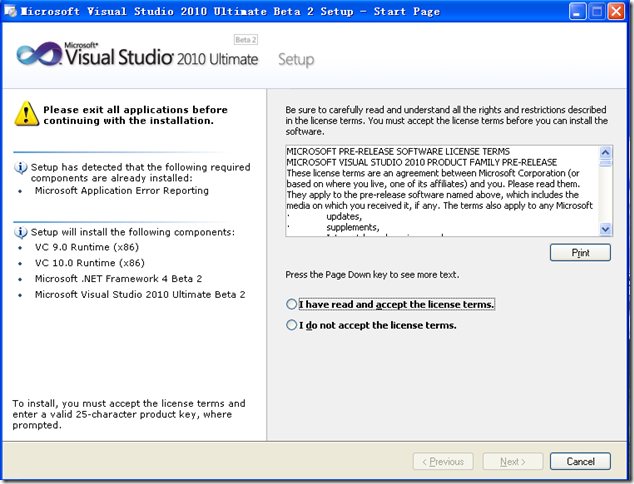 Microsoft Visual Studio 2010 Ultimate Beta 2 Setup - Start Page
Beta 2
Microsoft®
Visual Studio 2010 Ultimate
Setup
Please exit all applications before
continuing with the installation.
Setup has detected that the following required
components are already installed:
Microsoft Application Error Reporting
Setup will install the following components:
VC 9.0 Runtime (x86)
VC 10.0 Runtime (x86)
Microsoft .NET Framework 4 Beta 2
Microsoft Visual Studio 2010 Ultimate Beta 2
To install, you must accept the license terms and
enter a valid 25-character product key, where
prompted.
Be sure to carefully read and understand all the rights and restrictions described
in the license terms. You must accept the license terms before you can install the
software.
MICROSOFT PRE-RELEASE SOFTWARE LICENSE TERMS
MICROSOFT VISUAL STUDIO 2010 PRODUCT FAMILY PRE-RELEASE
These license terms are an agreement between Microsoft Corporation (or
based on where you live, one of its affiliates) and you. Please read them.
They apply to the pre-release software named above, which includes the
media on which you received it, if any. The terms also apply to any Microsoft
· updates,
· supplements,
Print
Press the Page Down key to see more text.
I have read and accept the license terms.
I do not accept the license terms.
< Previous
Next >
Cancel